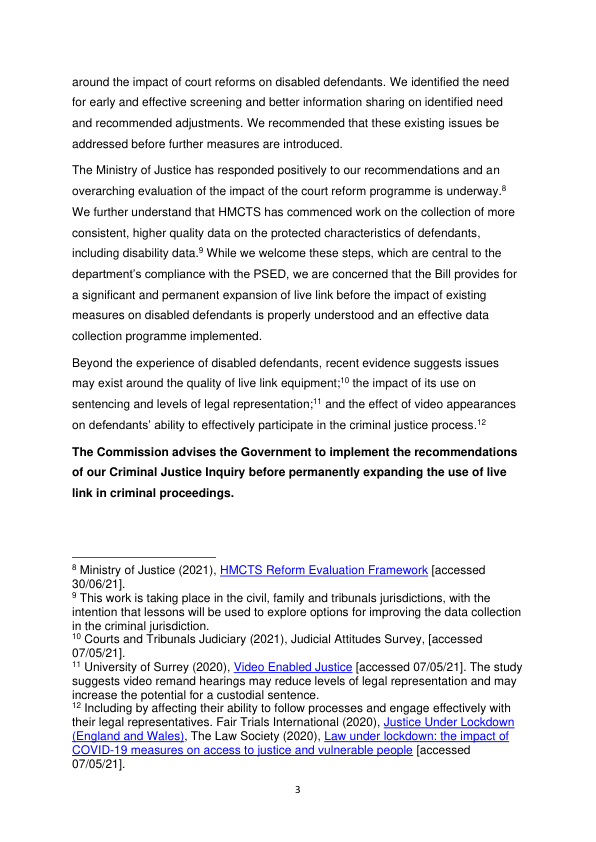 around the impact of court reforms on disabled defendants. We identified the need
for early and effective screening and better information sharing on identified need
and recommended adjustments. We recommended that these existing issues be
addressed before further measures are introduced.
The Ministry of Justice has responded positively to our recommendations and an
overarching evaluation of the impact of the court reform programme is underway.8
We further understand that HMCTS has commenced work on the collection of more
consistent, higher quality data on the protected characteristics of defendants,
including disability data.9 While we welcome these steps, which are central to the
department’s compliance with the PSED, we are concerned that the Bill provides for
a significant and permanent expansion of live link before the impact of existing
measures on disabled defendants is properly understood and an effective data
collection programme implemented.
Beyond the experience of disabled defendants, recent evidence suggests issues
may exist around the quality of live link equipment;10 the impact of its use on
sentencing and levels of legal representation;11 and the effect of video appearances
on defendants’ ability to effectively participate in the criminal justice process.12
The Commission advises the Government to implement the recommendations
of our Criminal Justice Inquiry before permanently expanding the use of live
link in criminal proceedings.
8 Ministry of Justice (2021), HMCTS Reform Evaluation Framework [accessed
30/06/21].
9 This work is taking place in the civil, family and tribunals jurisdictions, with the
intention that lessons will be used to explore options for improving the data collection
in the criminal jurisdiction.
10 Courts and Tribunals Judiciary (2021), Judicial Attitudes Survey, [accessed
07/05/21].
11 University of Surrey (2020), Video Enabled Justice [accessed 07/05/21]. The study
suggests video remand hearings may reduce levels of legal representation and may
increase the potential for a custodial sentence.
12 Including by affecting their ability to follow processes and engage effectively with
their legal representatives. Fair Trials International (2020), Justice Under Lockdown
(England and Wales), The Law Society (2020), Law under lockdown: the impact of
COVID-19 measures on access to justice and vulnerable people [accessed
07/05/21].
3